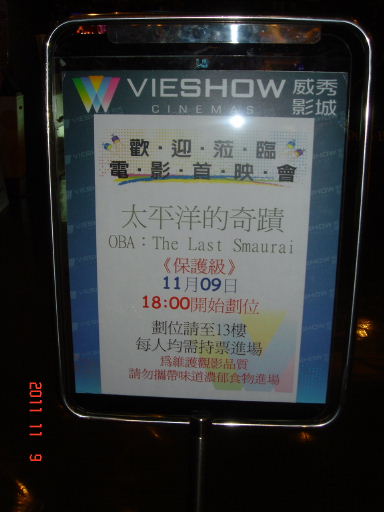 VIESHOW 威秀
CINEMAS 影城
歡‧迎‧蒞‧臨
電‧影‧首‧映‧會
太平洋的奇蹟
OBA：The Last Smaurai
《保護級》
11月09日
18:00開始劃位
劃位請至13樓
每人均需持票進場
為維護觀影品質
請勿攜帶味道濃郁食物進場
2011 11 9